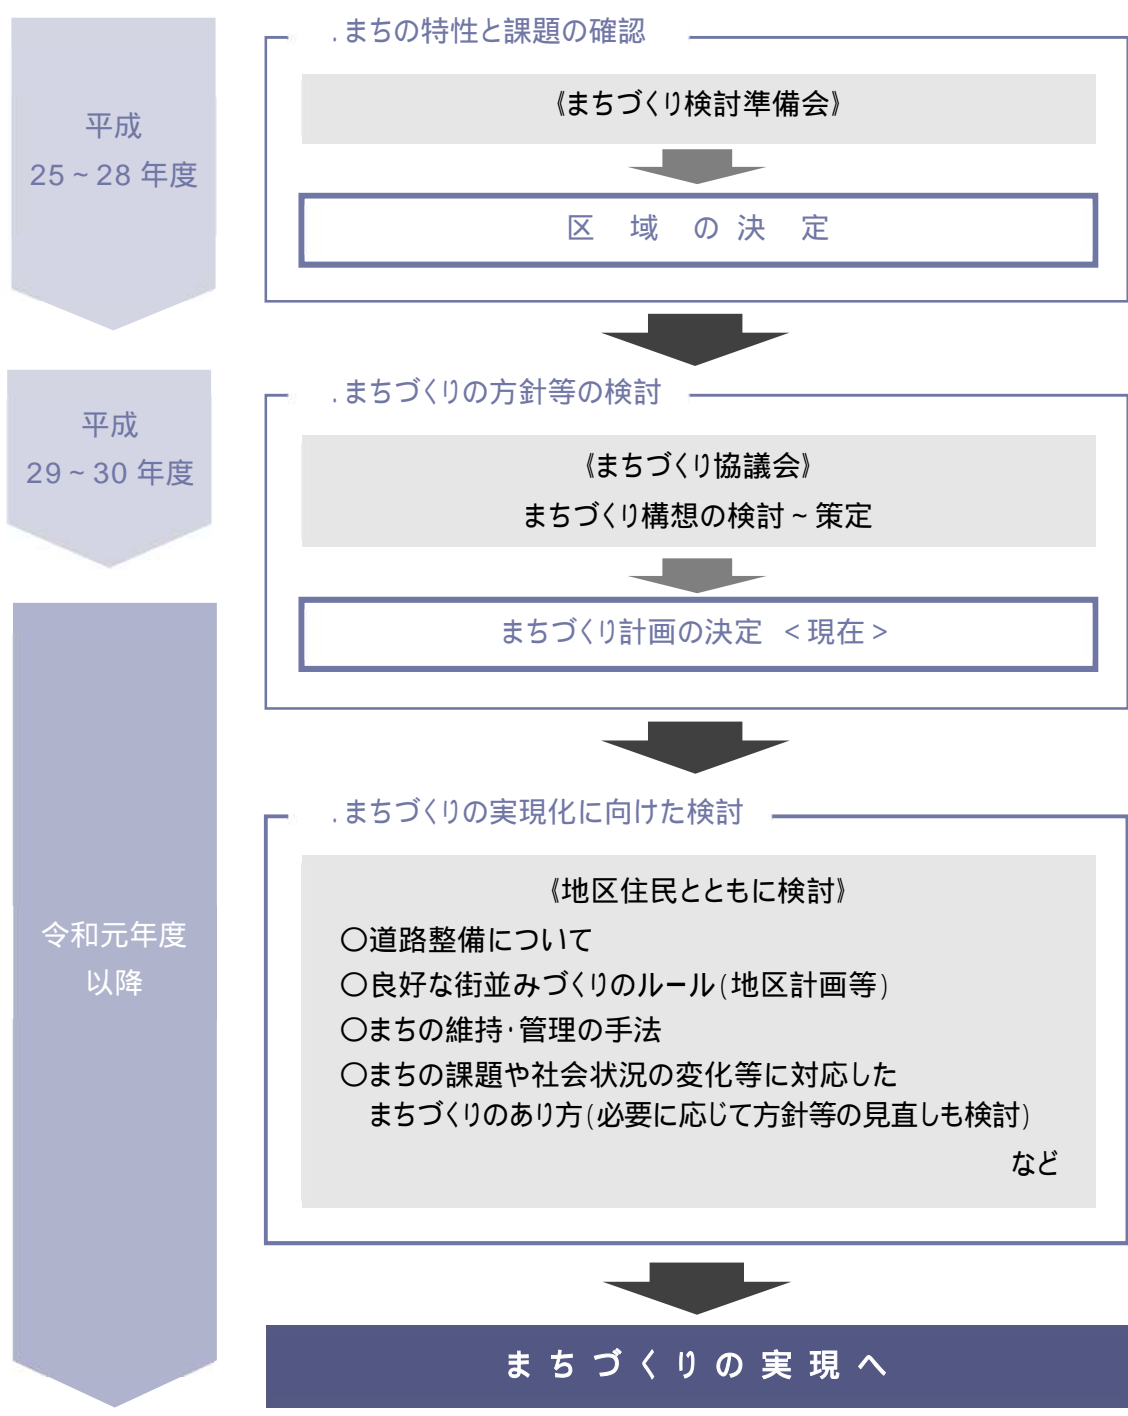 平成
25～28 年度
.まちの特性と課題の確認
《まちづくり検討準備会》
区 域 の 決 定
平成
29～30 年度
.まちづくりの方針等の検討
《まちづくり協議会》
まちづくり構想の検討～策定
まちづくり計画の決定 ＜現在＞
令和元年度
以降
.まちづくりの実現化に向けた検討
《地区住民とともに検討》
○道路整備について
○良好な街並みづくりのルール(地区計画等)
○まちの維持・管理の手法
○まちの課題や社会状況の変化等に対応した
まちづくりのあり方(必要に応じて方針等の見直しも検討)
など
まちづくりの実現へ